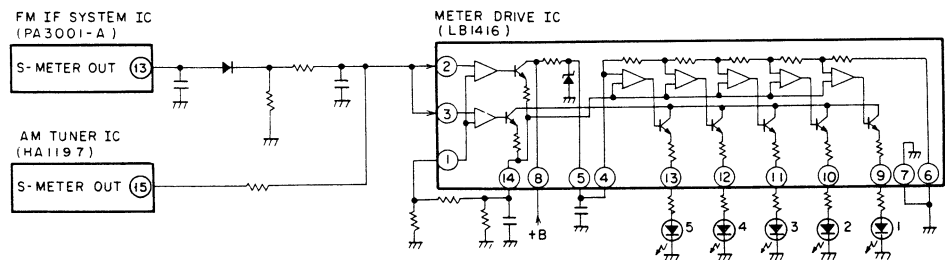 FM IF SYSTEM IC
(PA3001-A)
S-METER OUT 13
AM TUNER IC
(HA1197)
S-METER OUT 15
METER DRIVE IC
(LB1416)
2
3
1
14 8 5 4 13 12 11 10 9 7 6
+B
5 4 3 2 1